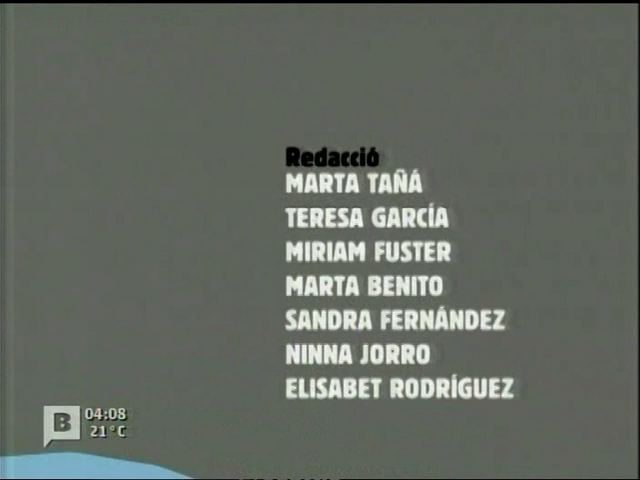 Redacció
MARTA TAÑÁ
TERESA GARCÍA
MIRIAM FUSTER
MARTA BENITO
SANDRA FERNÁNDEZ
NINNA JORRO
ELISABET RODRÍGUEZ
B 04:08
21°C